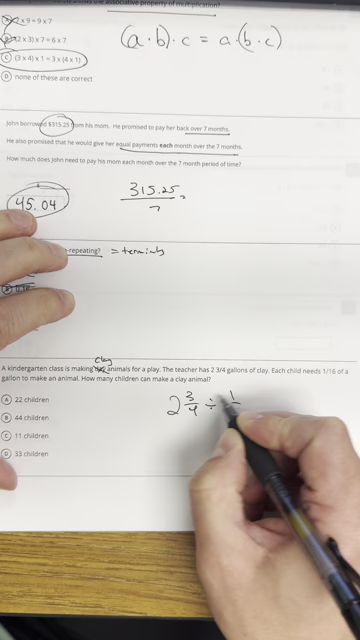 the associative property of multiplication?
x 9 = 9 x 7
x 3) x 7 = 6 x 7
(a · b) · c = a · (b · c)
C (3 x 4) x 1 = 3 x (4 x 1)
D none of these are correct
John borrowed $315.25 from his mom. He promised to pay her back over 7 months.
He also promised that he would give her equal payments each month over the 7 months.
How much does John need to pay his mom each month over the 7 month period of time?
315.25
7 =
45.04
-repeating? =
clay
A kindergarten class is making animals for a play. The teacher has 2 3/4 gallons of clay. Each child needs 1/16 of a
gallon to make an animal. How many children can make a clay animal?
2 3/4 ÷ 1
A 22 children
B 44 children
C 11 children
D 33 children